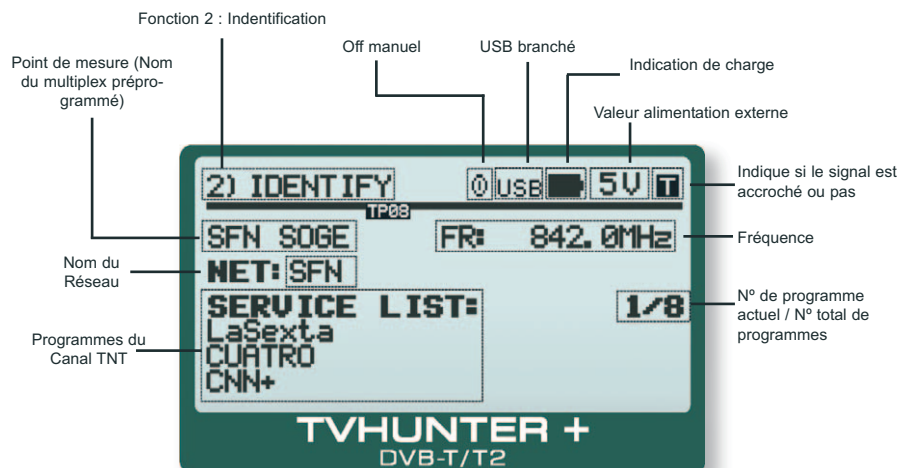 Fonction 2 : Indentification
Off manuel
USB branché
Point de mesure (Nom
du multiplex prépro-
grammé)
Indication de charge
Valeur alimentation externe
2) IDENTIFY
USB
5V
T
Indique si le signal est
accroché ou pas
TP08
SFN SOGE
FR: 842.0MHz
Fréquence
Nom du
Réseau
NET: SFN
SERVICE LIST:
1/8
Nº de programme
actuel / Nº total de
programmes
LaSexta
Programmes du
Canal TNT
CUATRO
CNN+
TVHUNTER +
DVB-T/T2